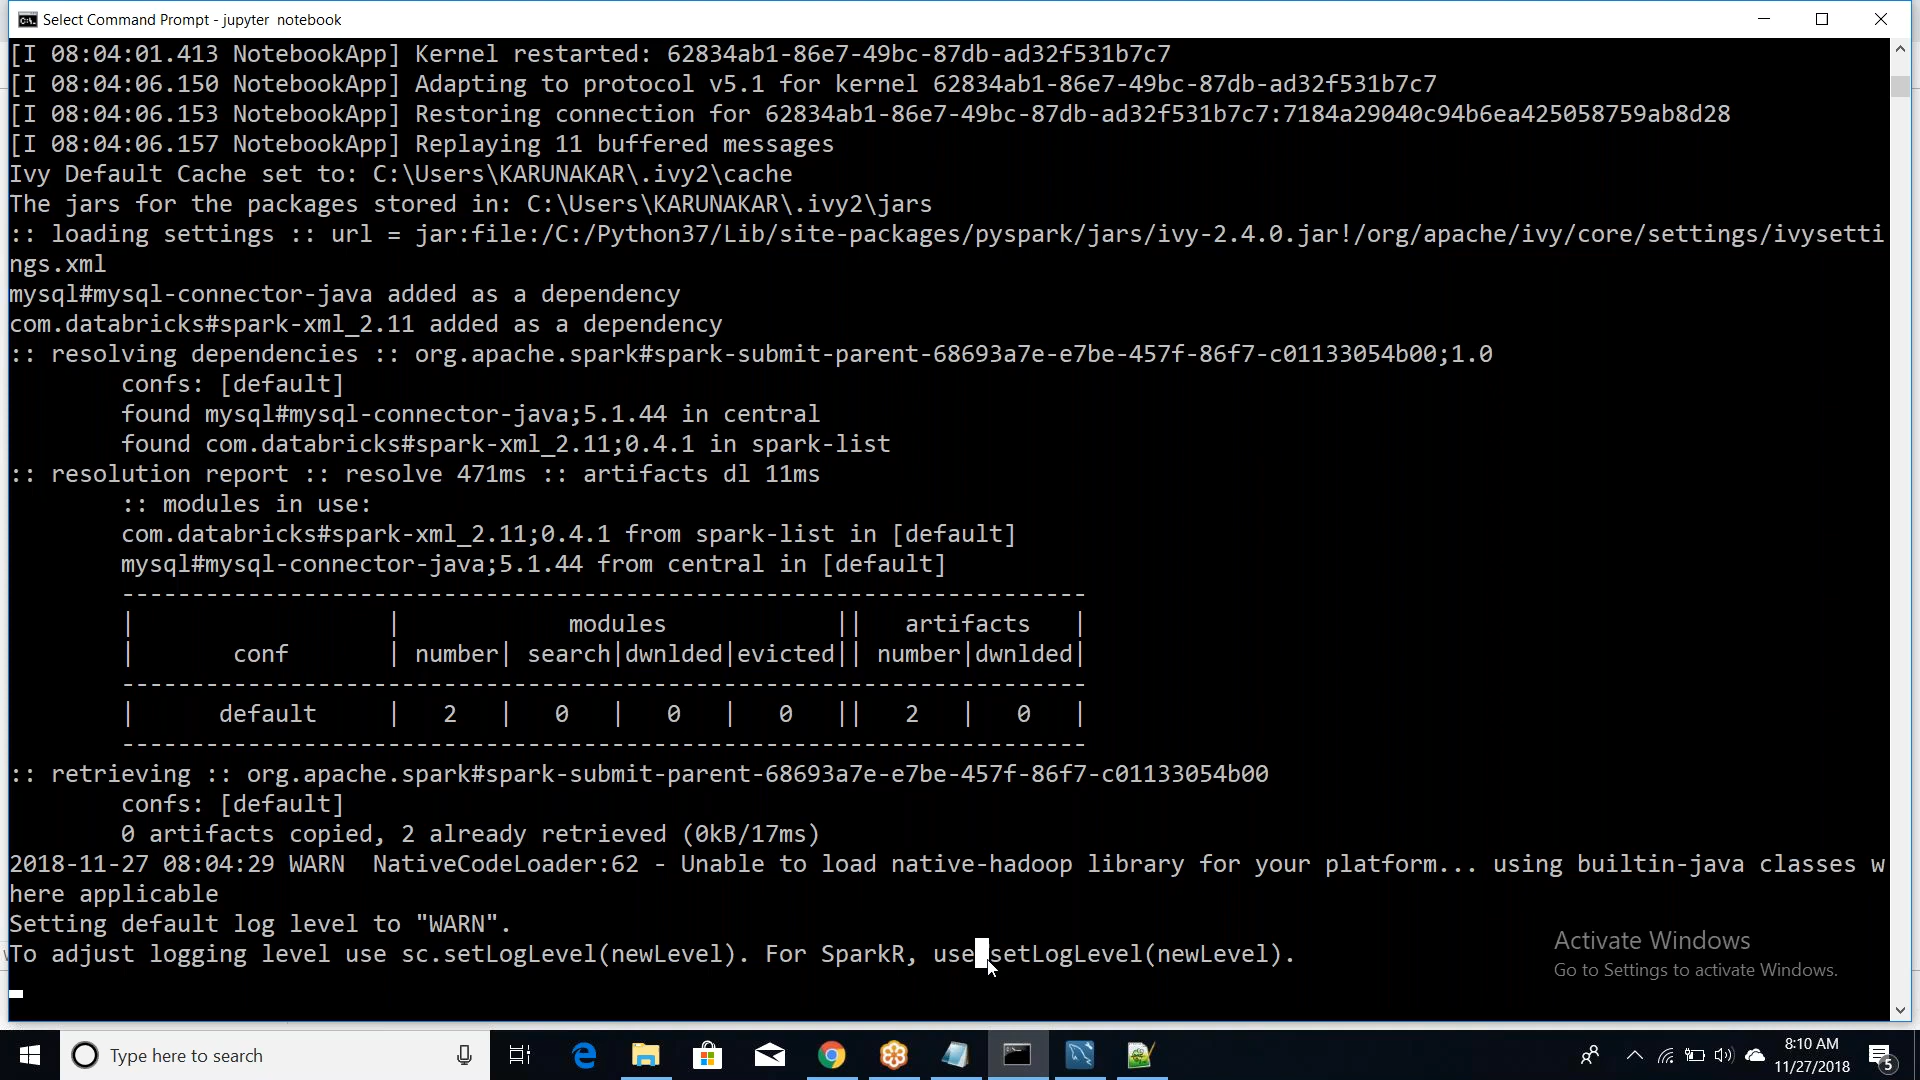 Select Command Prompt - jupyter  notebook
[I 08:04:01.413 NotebookApp] Kernel restarted: 62834ab1-86e7-49bc-87db-ad32f531b7c7
[I 08:04:06.150 NotebookApp] Adapting to protocol v5.1 for kernel 62834ab1-86e7-49bc-87db-ad32f531b7c7
[I 08:04:06.153 NotebookApp] Restoring connection for 62834ab1-86e7-49bc-87db-ad32f531b7c7:7184a29040c94b6ea425058759ab8d28
[I 08:04:06.157 NotebookApp] Replaying 11 buffered messages
Ivy Default Cache set to: C:\Users\KARUNAKAR\.ivy2\cache
The jars for the packages stored in: C:\Users\KARUNAKAR\.ivy2\jars
:: loading settings :: url = jar:file:/C:/Python37/Lib/site-packages/pyspark/jars/ivy-2.4.0.jar!/org/apache/ivy/core/settings/ivysetti
ngs.xml
mysql#mysql-connector-java added as a dependency
com.databricks#spark-xml_2.11 added as a dependency
:: resolving dependencies :: org.apache.spark#spark-submit-parent-68693a7e-e7be-457f-86f7-c01133054b00;1.0
        confs: [default]
        found mysql#mysql-connector-java;5.1.44 in central
        found com.databricks#spark-xml_2.11;0.4.1 in spark-list
:: resolution report :: resolve 471ms :: artifacts dl 11ms
        :: modules in use:
        com.databricks#spark-xml_2.11;0.4.1 from spark-list in [default]
        mysql#mysql-connector-java;5.1.44 from central in [default]
        ---------------------------------------------------------------------
        |                  |            modules            ||   artifacts   |
        |       conf       | number| search|dwnlded|evicted|| number|dwnlded|
        ---------------------------------------------------------------------
        |      default     |   2   |   0   |   0   |   0   ||   2   |   0   |
        ---------------------------------------------------------------------
:: retrieving :: org.apache.spark#spark-submit-parent-68693a7e-e7be-457f-86f7-c01133054b00
        confs: [default]
        0 artifacts copied, 2 already retrieved (0kB/17ms)
2018-11-27 08:04:29 WARN  NativeCodeLoader:62 - Unable to load native-hadoop library for your platform... using builtin-java classes w
here applicable
Setting default log level to "WARN".
To adjust logging level use sc.setLogLevel(newLevel). For SparkR, use setLogLevel(newLevel).
Activate Windows
Go to Settings to activate Windows.
Type here to search
8:10 AM
11/27/2018
5